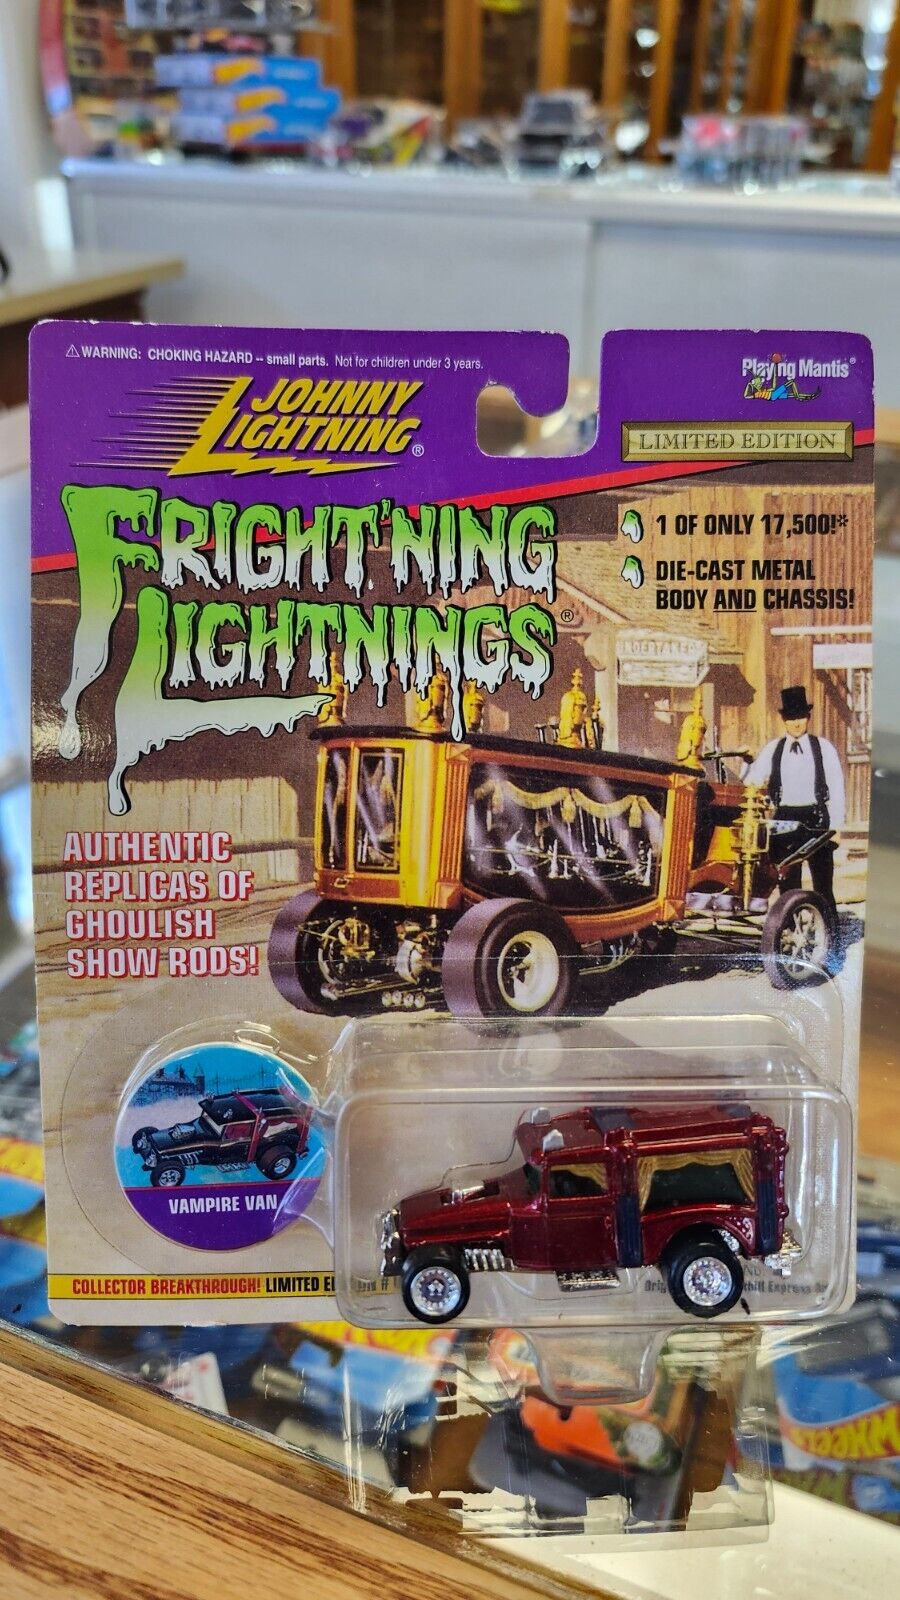 ⚠WARNING: CHOKING HAZARD -- small parts. Not for children under 3 years.
JOHNNY
LIGHTNING®
Playing Mantis®
LIMITED EDITION
FRIGHT'NING
LIGHTNINGS®
1 OF ONLY 17,500!*
DIE-CAST METAL
BODY AND CHASSIS!
UNDERTAKER
AUTHENTIC
REPLICAS OF
GHOULISH
SHOW RODS!
VAMPIRE VAN
COLLECTOR BREAKTHROUGH! LIMITED
Express